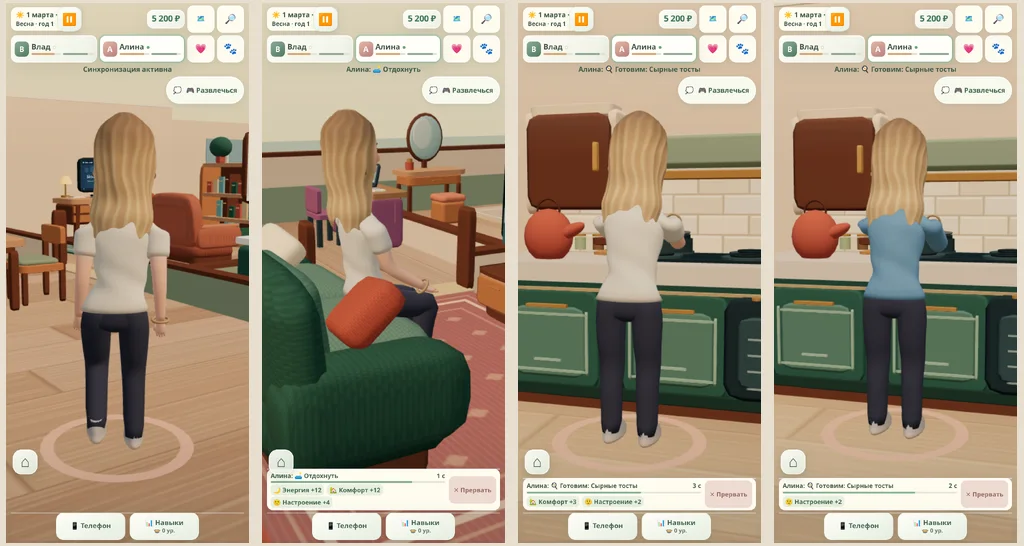 1 марта ·
Весна · год 1
5 200 ₽
В Влад
А Алина
Синхронизация активна
Развлечься
Телефон
Навыки
0 ур.
1 марта ·
Весна · год 1
5 200 ₽
В Влад
А Алина
Алина: Отдохнуть
Развлечься
Алина: Отдохнуть 1 с
Энергия +12 Комфорт +12
Настроение +4
× Прервать
Телефон
Навыки
0 ур.
1 марта ·
Весна · год 1
5 200 ₽
В Влад
А Алина
Алина: Готовим: Сырные тосты
Развлечься
Алина: Готовим: Сырные тосты 3 с
Комфорт +3 Настроение +2
× Прервать
Телефон
Навыки
0 ур.
1 марта ·
Весна · год 1
5 200 ₽
В Влад
А Алина
Алина: Готовим: Сырные тосты
Развлечься
Алина: Готовим: Сырные тосты 2 с
Настроение +2
× Прервать
Телефон
Навыки
0 ур.